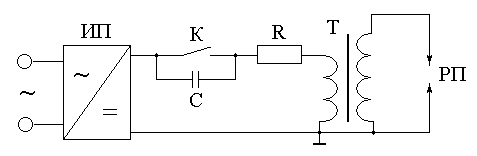 ИП
К
R
Т
С
РП
~
~
=